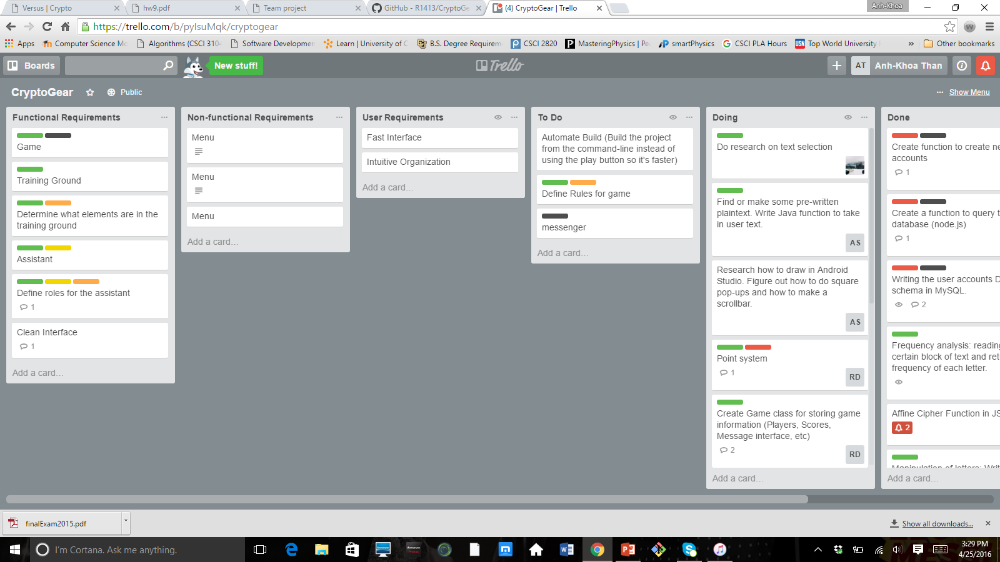 Versus | Crypto
hw9.pdf
Team project
GitHub - R1413/CryptoGe
(4) CryptoGear | Trello
Anh-Khoa
https://trello.com/b/pyIsuMqk/cryptogear
Apps
Computer Science Mc
Algorithms (CSCI 3104
Software Developmen
Learn | University of C
B.S. Degree Requirem
CSCI 2820
MasteringPhysics | Pe
smartPhysics
CSCI PLA Hours
Top World University
»
Other bookmarks
Boards
New stuff!
Trello
AT
Anh-Khoa Than
CryptoGear
Public
Show Menu
Functional Requirements
Game
Training Ground
Determine what elements are in the
training ground
Assistant
Define roles for the assistant
1
Clean Interface
1
Add a card...
Non-functional Requirements
Menu
Menu
Menu
Add a card...
User Requirements
Fast Interface
Intuitive Organization
Add a card...
To Do
Automate Build (Build the project
from the command-line instead of
using the play button so it's faster)
Define Rules for game
messenger
Add a card...
Doing
Do research on text selection
Find or make some pre-written
plaintext. Write Java function to take
in user text.
AS
Research how to draw in Android
Studio. Figure out how to do square
pop-ups and how to make a
scrollbar.
AS
Point system
1
RD
Create Game class for storing game
information (Players, Scores,
Message interface, etc)
2
RD
Add a card...
Done
Create function to create ne
accounts
1
Create a function to query t
database (node.js)
1
Writing the user accounts D
schema in MySQL.
2
Frequency analysis: reading
certain block of text and ret
frequency of each letter.
Affine Cipher Function in JS
2
Manipulation of letters: Writ
Add a card...
finalExam2015.pdf
Show all downloads...
I'm Cortana. Ask me anything.
3:29 PM
4/25/2016